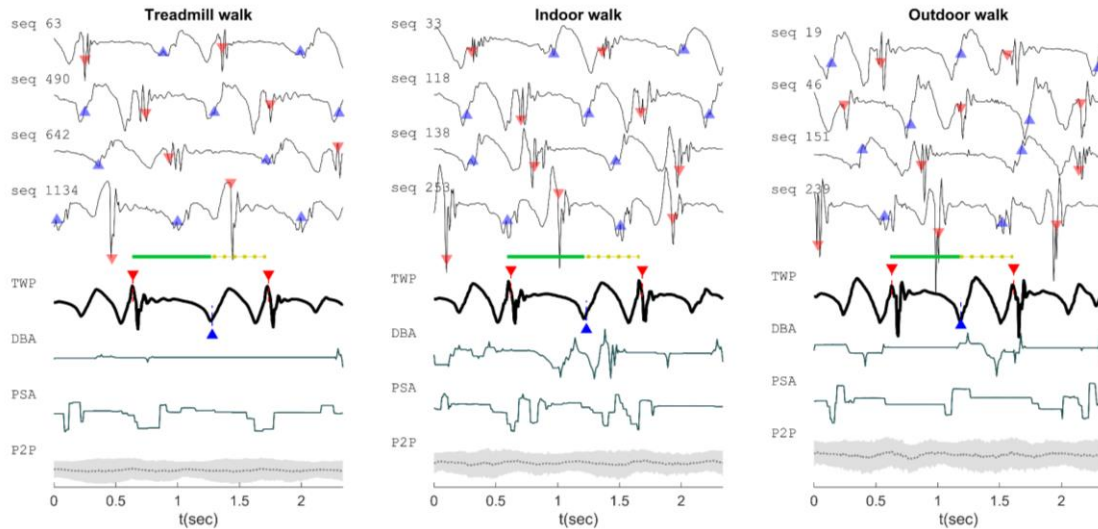 Treadmill walk
seq 63
seq 490
seq 642
seq 1134
TWP
DBA
PSA
P2P
0 0.5 1 1.5 2
t(sec)
Indoor walk
seq 33
seq 118
seq 138
seq 253
TWP
DBA
PSA
P2P
0 0.5 1 1.5 2
t(sec)
Outdoor walk
seq 19
seq 46
seq 151
seq 239
TWP
DBA
PSA
P2P
0 0.5 1 1.5 2
t(sec)